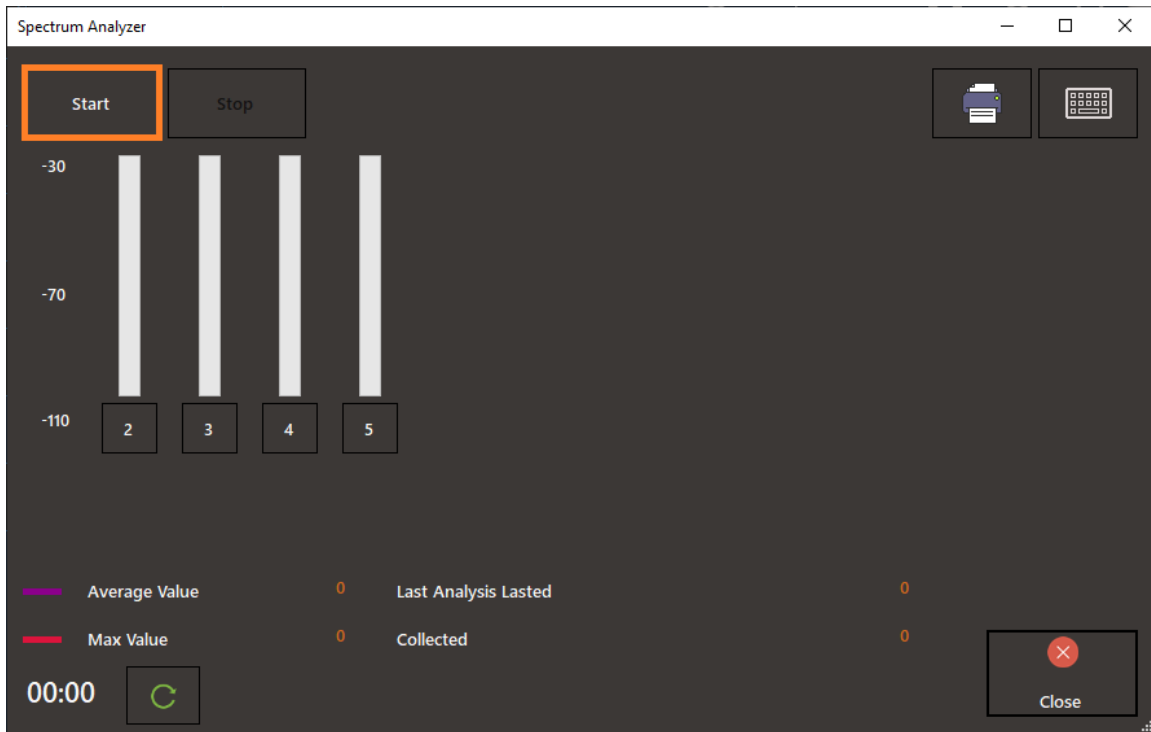 Spectrum Analyzer
Start Stop
-30
-70
-110
2 3 4 5
Average Value 0 Last Analysis Lasted 0
Max Value 0 Collected 0
00:00
Close